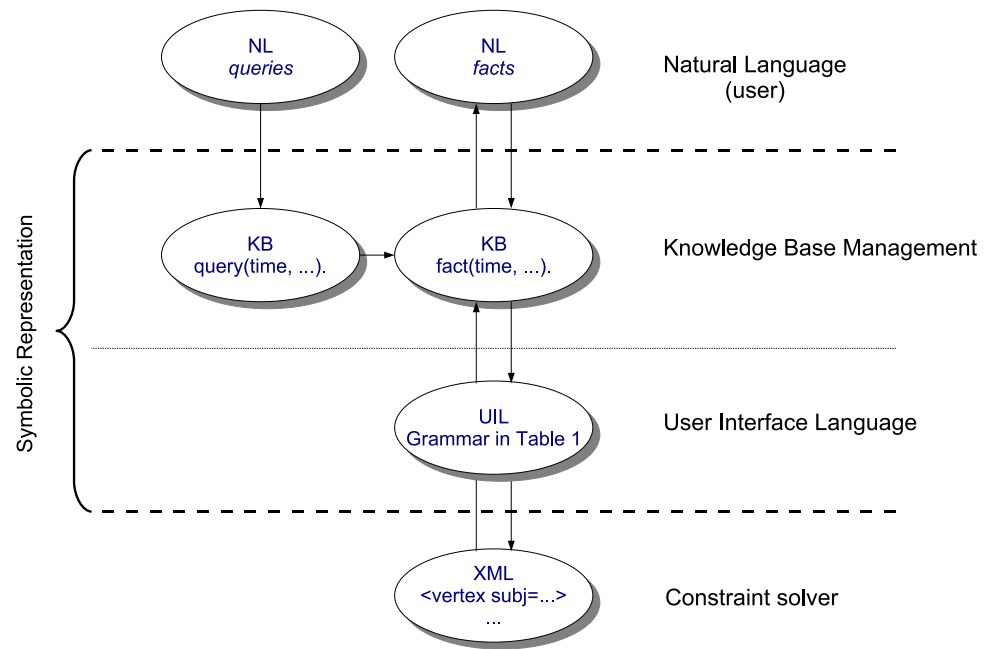 NL
queries
NL
facts
Natural Language
(user)
Symbolic Representation
KB
query(time, ...).
KB
fact(time, ...).
Knowledge Base Management
UIL
Grammar in Table 1
User Interface Language
XML
<vertex subj=...>
...
Constraint solver